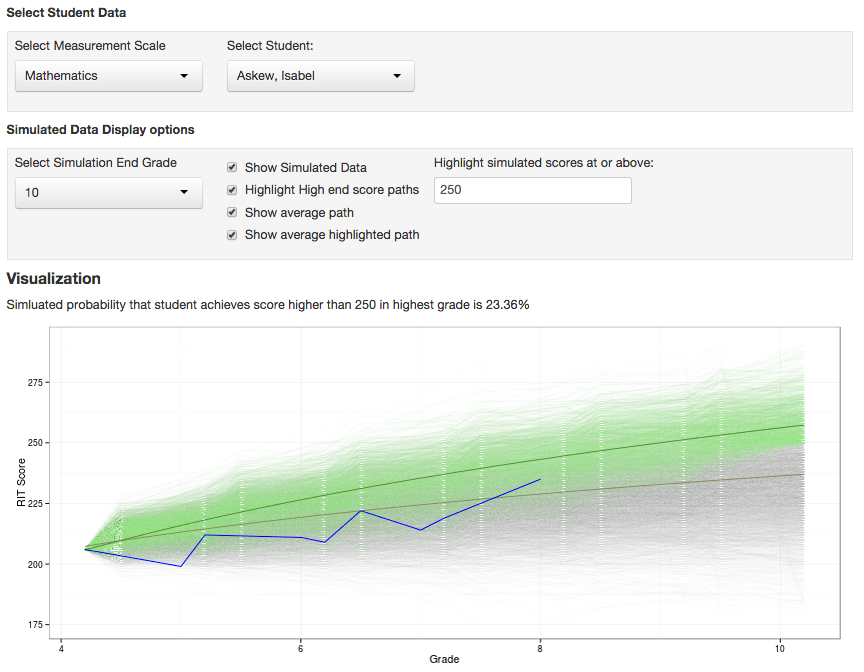 Select Student Data
Select Measurement Scale
Select Student:
Mathematics
Askew, Isabel
Simulated Data Display options
Select Simulation End Grade
10
Show Simulated Data
Highlight High end score paths
Show average path
Show average highlighted path
Highlight simulated scores at or above:
250
Visualization
Simluated probability that student achieves score higher than 250 in highest grade is 23.36%
RIT Score
275
250
225
200
175
4
6
8
10
Grade